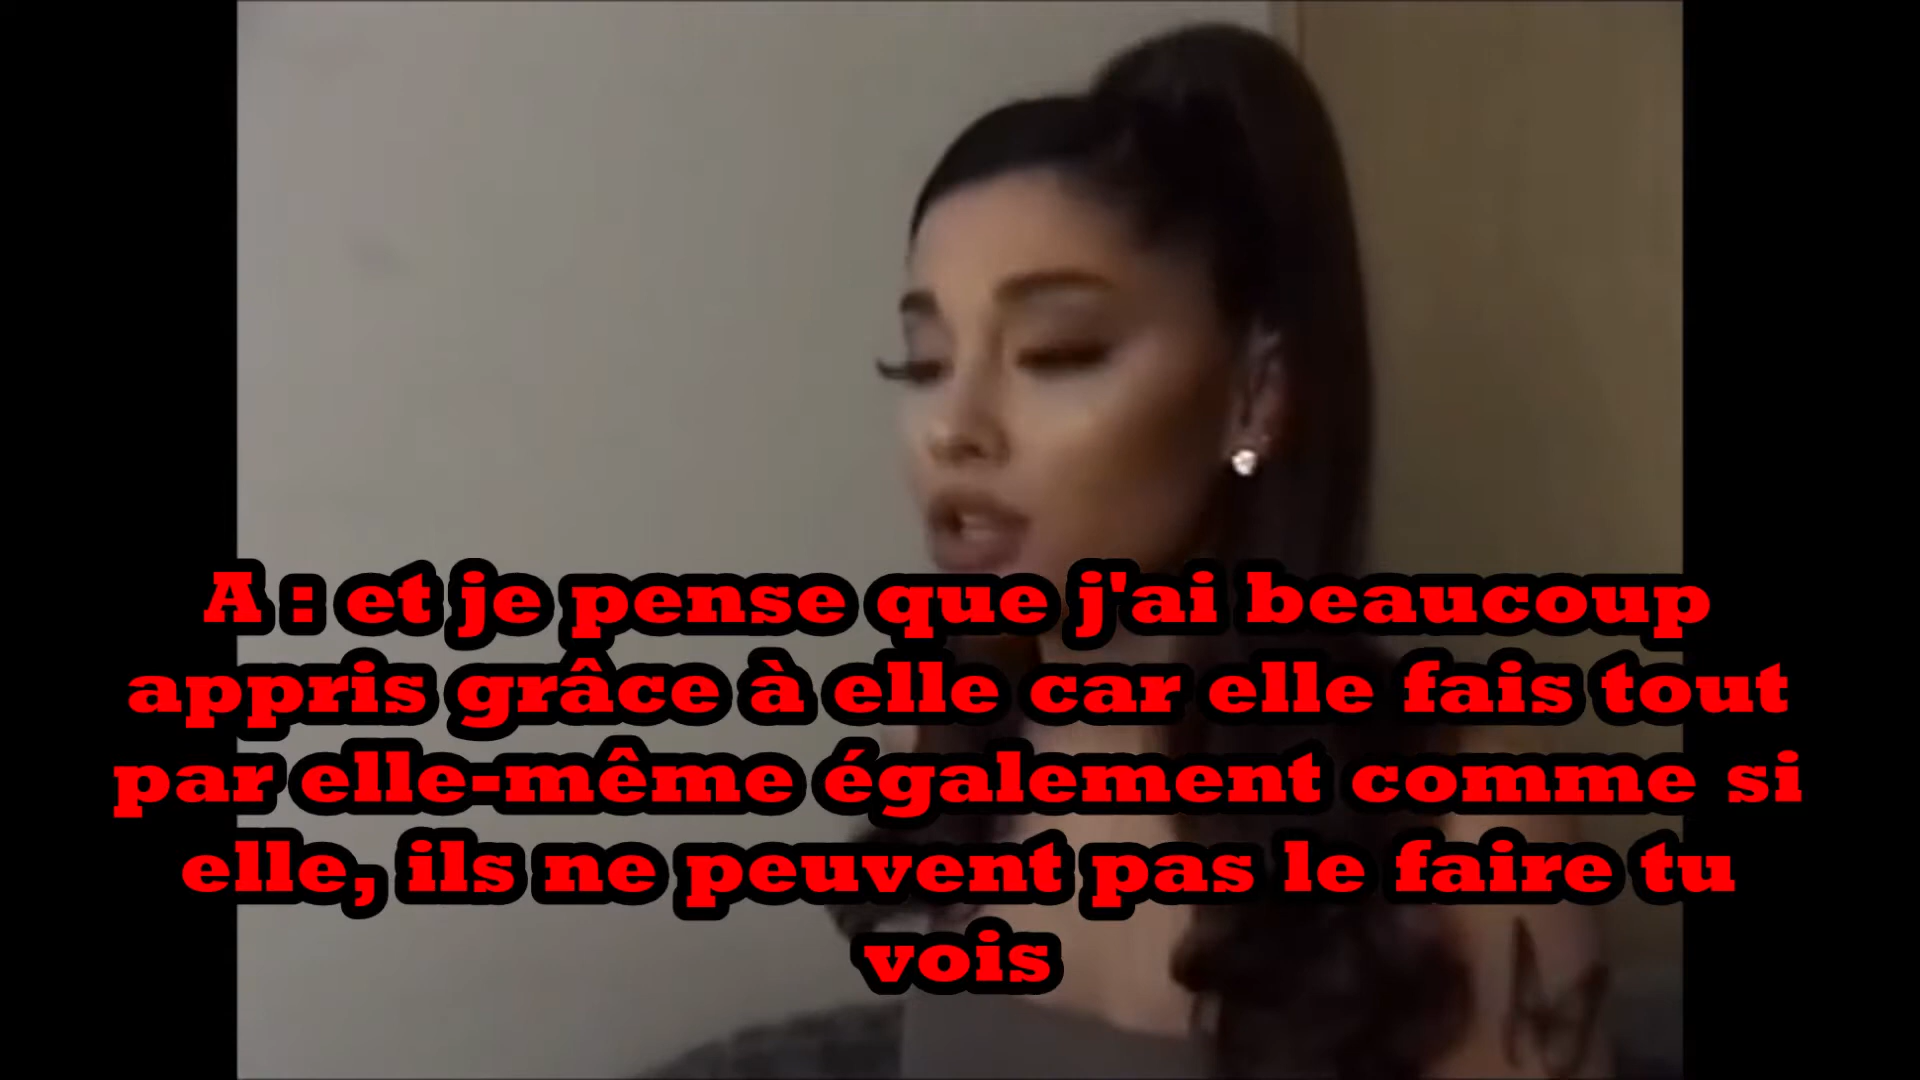 A : et je pense que j'ai beaucoup
appris grâce à elle car elle fais tout
par elle-même également comme si
elle, ils ne peuvent pas le faire tu
vois